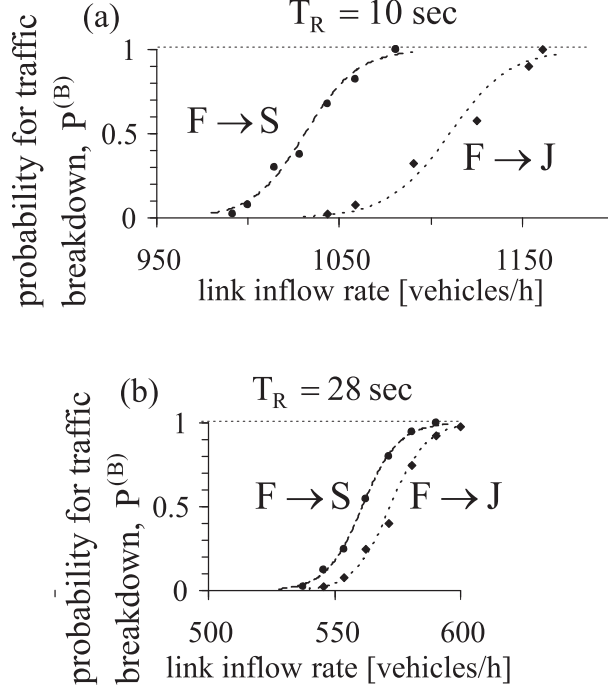 (a) T_R = 10 sec
probability for traffic
breakdown, P^(B)
1
0.5
0
F → S
F → J
950 1050 1150
link inflow rate [vehicles/h]
(b) T_R = 28 sec
probability for traffic
breakdown, P^(B)
1
0.5
0
F → S F → J
500 550 600
link inflow rate [vehicles/h]